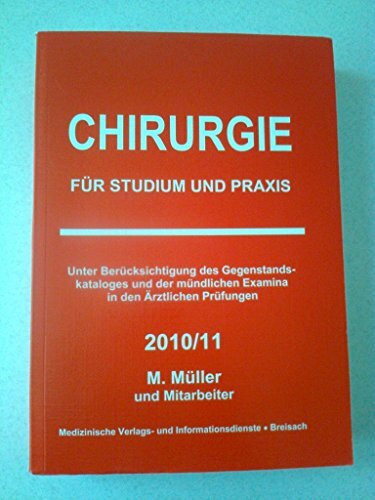 CHIRURGIE
FÜR STUDIUM UND PRAXIS
Unter Berücksichtigung des Gegenstands-
kataloges und der mündlichen Examina
in den Ärztlichen Prüfungen
2010/11
M. Müller
und Mitarbeiter
Medizinische Verlags- und Informationsdienste • Breisach